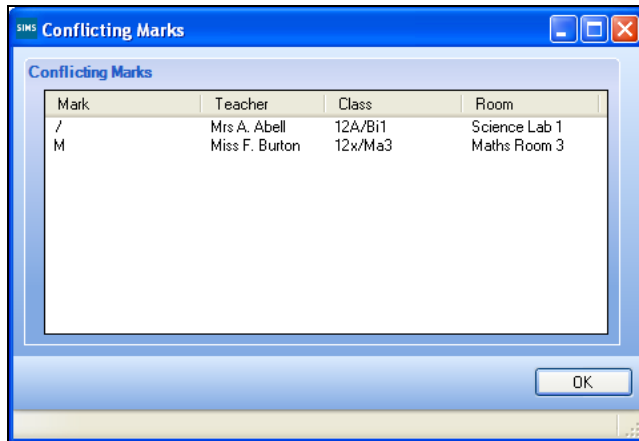 SIMS Conflicting Marks
Conflicting Marks
Mark Teacher Class Room
/ Mrs A. Abell 12A/Bi1 Science Lab 1
M Miss F. Burton 12x/Ma3 Maths Room 3
OK